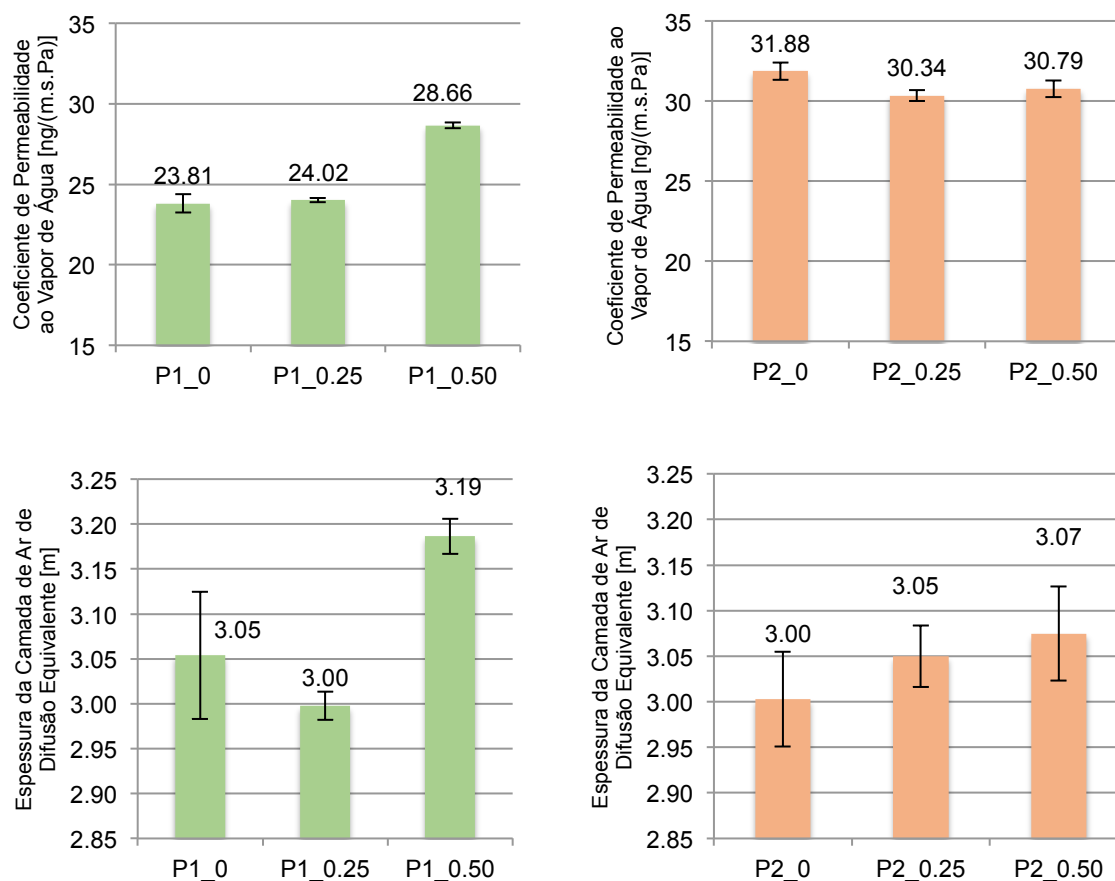 Coeficiente de Permeabilidade
ao Vapor de Água [ng/(m.s.Pa)]
35
30
25
20
15
23.81
24.02
28.66
P1_0
P1_0.25
P1_0.50
Coeficiente de Permeabilidade ao
Vapor de Água [ng/(m.s.Pa)]
35
30
25
20
15
31.88
30.34
30.79
P2_0
P2_0.25
P2_0.50
Espessura da Camada de Ar de
Difusão Equivalente [m]
3.25
3.20
3.15
3.10
3.05
3.00
2.95
2.90
2.85
3.05
3.00
3.19
P1_0
P1_0.25
P1_0.50
Espessura da Camada de Ar de
Difusão Equivalente [m]
3.25
3.20
3.15
3.10
3.05
3.00
2.95
2.90
2.85
3.00
3.05
3.07
P2_0
P2_0.25
P2_0.50